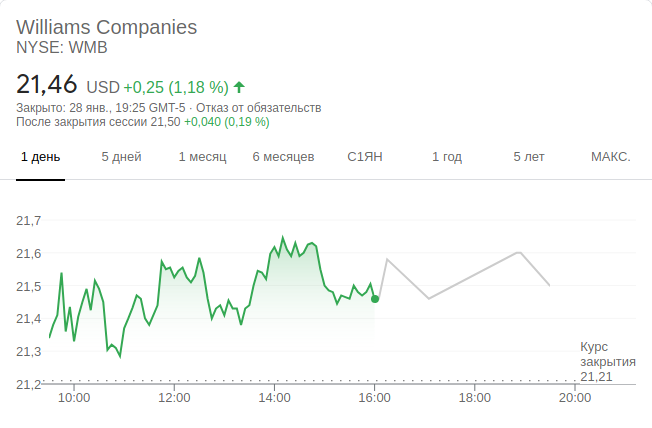 Williams Companies
NYSE: WMB
21,46 USD +0,25 (1,18 %)
Закрыто: 28 янв., 19:25 GMT-5 · Отказ от обязательств
После закрытия сессии 21,50 +0,040 (0,19 %)
1 день 5 дней 1 месяц 6 месяцев С1ЯН 1 год 5 лет МАКС.
21,7
21,6
21,5
21,4
21,3
Курс
закрытия
21,21
21,2
10:00 12:00 14:00 16:00 18:00 20:00